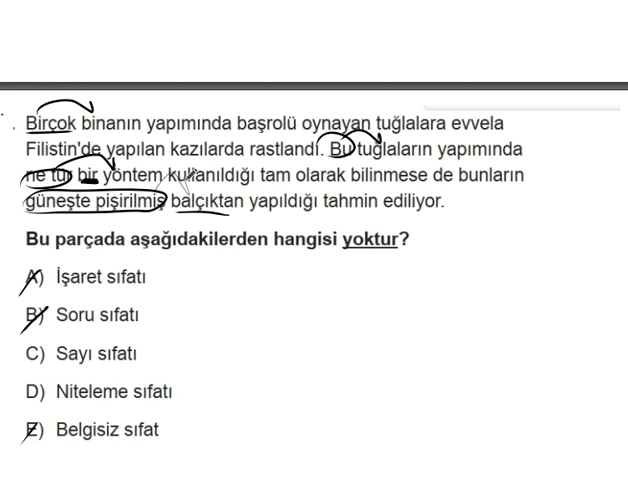 Birçok binanın yapımında başrolü oynayan tuğlalara evvela
Filistin'de yapılan kazılarda rastlandı. Bu tuğlaların yapımında
ne tür bir yöntem kullanıldığı tam olarak bilinmese de bunların
güneşte pişirilmiş balçıktan yapıldığı tahmin ediliyor.
Bu parçada aşağıdakilerden hangisi yoktur?
A) İşaret sıfatı
B) Soru sıfatı
C) Sayı sıfatı
D) Niteleme sıfatı
E) Belgisiz sıfat